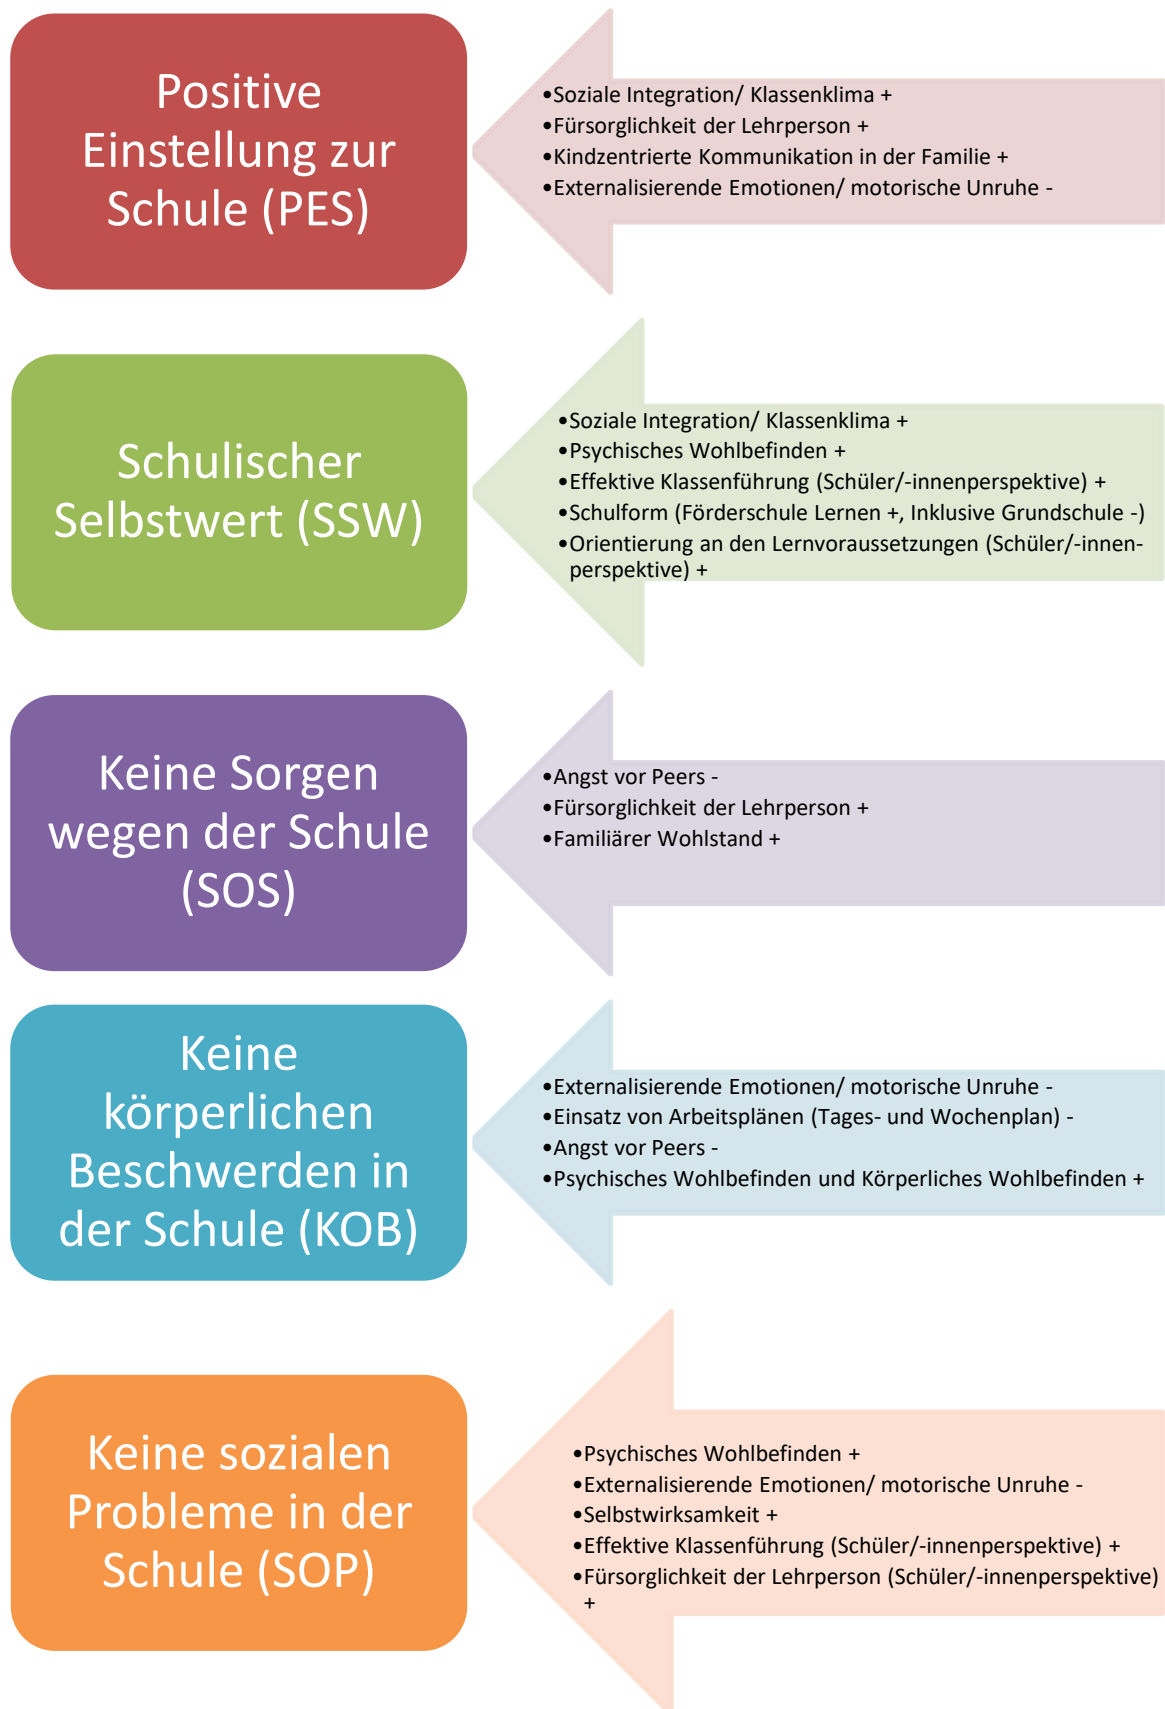 Positive
Einstellung zur
Schule (PES)
•Soziale Integration/ Klassenklima +
•Fürsorglichkeit der Lehrperson +
•Kindzentrierte Kommunikation in der Familie +
•Externalisierende Emotionen/ motorische Unruhe -
Schulischer
Selbstwert (SSW)
•Soziale Integration/ Klassenklima +
•Psychisches Wohlbefinden +
•Effektive Klassenführung (Schüler/-innenperspektive) +
•Schulform (Förderschule Lernen +, Inklusive Grundschule -)
•Orientierung an den Lernvoraussetzungen (Schüler/-innen-
perspektive) +
Keine Sorgen
wegen der Schule
(SOS)
•Angst vor Peers -
•Fürsorglichkeit der Lehrperson +
•Familiärer Wohlstand +
Keine
körperlichen
Beschwerden in
der Schule (KOB)
•Externalisierende Emotionen/ motorische Unruhe -
•Einsatz von Arbeitsplänen (Tages- und Wochenplan) -
•Angst vor Peers -
•Psychisches Wohlbefinden und Körperliches Wohlbefinden +
Keine sozialen
Probleme in der
Schule (SOP)
•Psychisches Wohlbefinden +
•Externalisierende Emotionen/ motorische Unruhe -
•Selbstwirksamkeit +
•Effektive Klassenführung (Schüler/-innenperspektive) +
•Fürsorglichkeit der Lehrperson (Schüler/-innenperspektive)
+